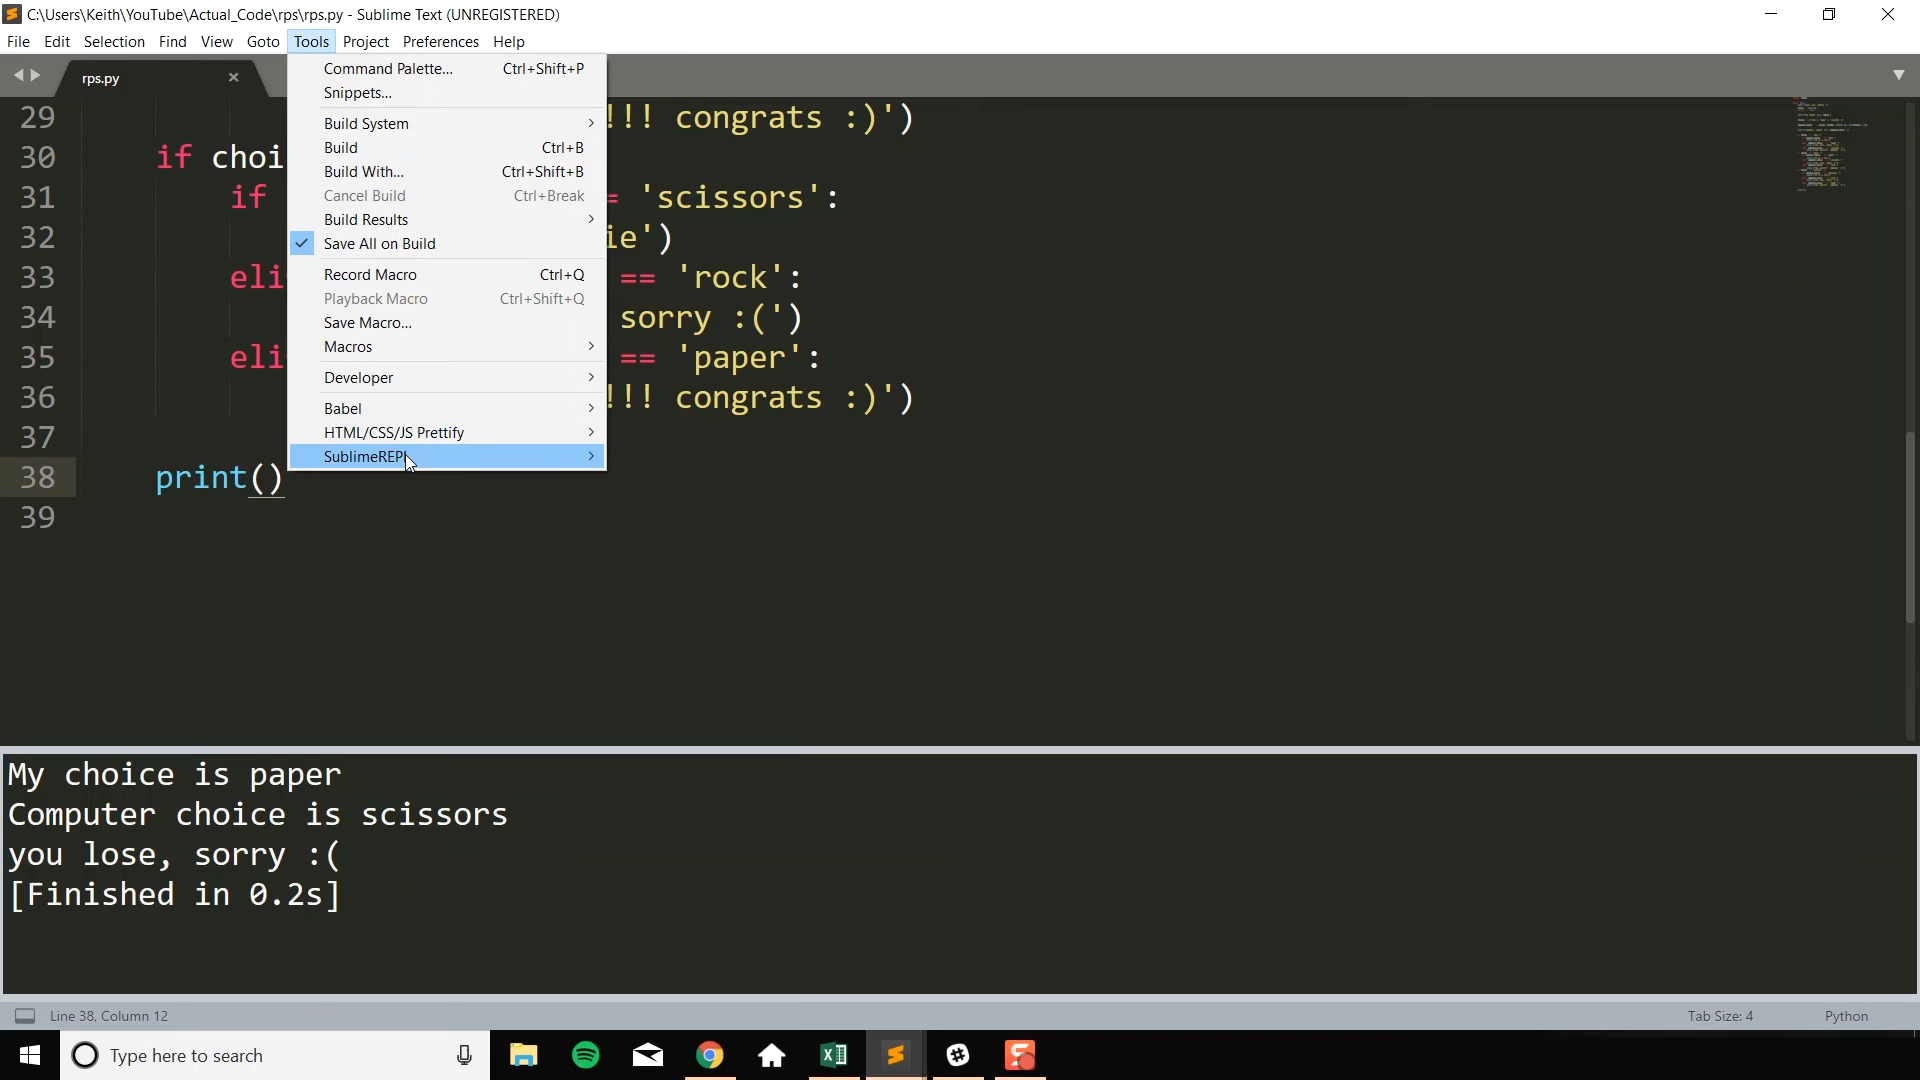 C:\Users\Keith\YouTube\Actual_Code\rps\rps.py - Sublime Text (UNREGISTERED)
File Edit Selection Find View Goto Tools Project Preferences Help
rps.py
Command Palette... Ctrl+Shift+P
Snippets...
Build System
Build Ctrl+B
Build With... Ctrl+Shift+B
Cancel Build Ctrl+Break
Build Results
Save All on Build
Record Macro Ctrl+Q
Playback Macro Ctrl+Shift+Q
Save Macro...
Macros
Developer
Babel
HTML/CSS/JS Prettify
SublimeREPL
29 !!! congrats :)')
30 if choi
31 if = 'scissors':
32 ie')
33 eli == 'rock':
34 sorry :(')
35 eli == 'paper':
36 !!! congrats :)')
37
38 print()
39
My choice is paper
Computer choice is scissors
you lose, sorry :(
[Finished in 0.2s]
Line 38, Column 12 Tab Size: 4 Python
Type here to search